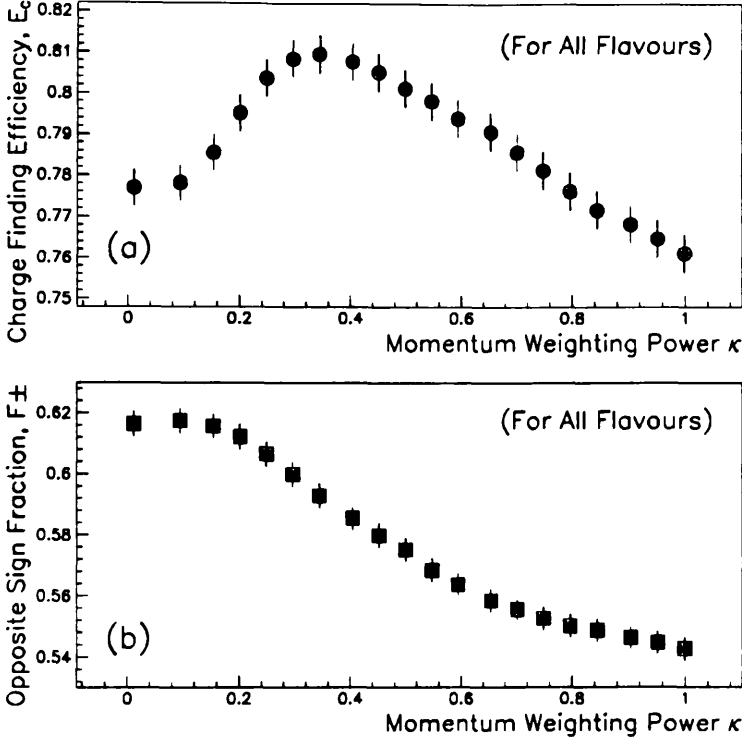 Charge Finding Efficiency, E_c
0.82
0.81
0.8
0.79
0.78
0.77
0.76
0.75
(For All Flavours)
(a)
0 0.2 0.4 0.6 0.8 1
Momentum Weighting Power κ
Opposite Sign Fraction, F±
0.62
0.6
0.58
0.56
0.54
(For All Flavours)
(b)
0 0.2 0.4 0.6 0.8 1
Momentum Weighting Power κ